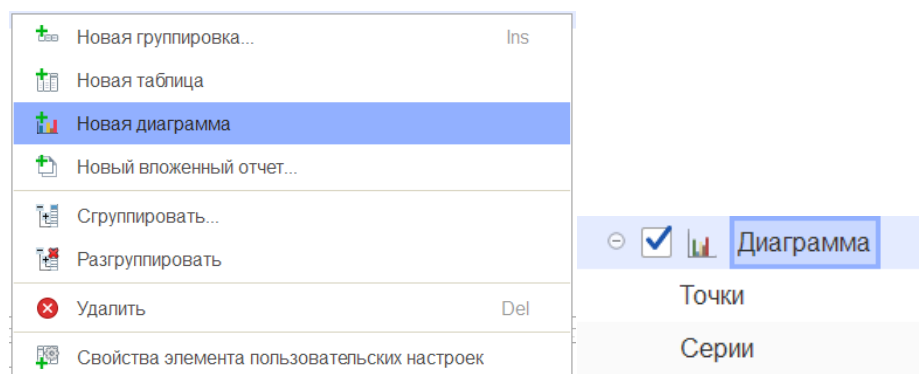 Новая группировка... Ins
Новая таблица
Новая диаграмма
Новый вложенный отчет...
Сгруппировать...
Разгруппировать
Удалить Del
Свойства элемента пользовательских настроек
Диаграмма
Точки
Серии